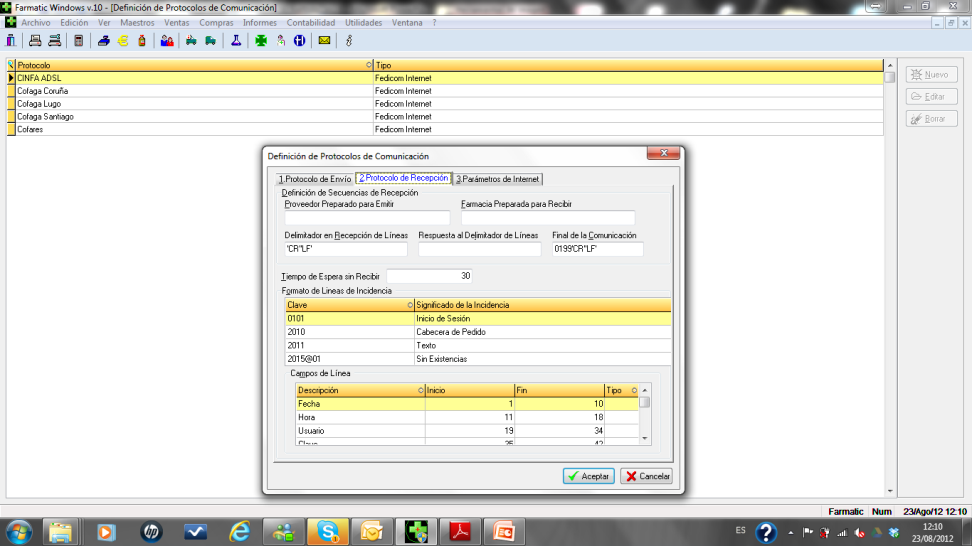 Farmatic Windows v.10 - [Definición de Protocolos de Comunicación]
Archivo Edición Ver Maestros Ventas Compras Informes Contabilidad Utilidades Ventana ?
Protocolo Tipo
CINFA ADSL Fedicom Internet
Cofaga Coruña Fedicom Internet
Cofaga Lugo Fedicom Internet
Cofaga Santiago Fedicom Internet
Cofares Fedicom Internet
Nuevo
Editar
Borrar
Definición de Protocolos de Comunicación
1.Protocolo de Envío 2.Protocolo de Recepción 3.Parámetros de Internet
Definición de Secuencias de Recepción
Proveedor Preparado para Emitir Farmacia Preparada para Recibir
Delimitador en Recepción de Líneas Respuesta al Delimitador de Líneas Final de la Comunicación
'CR''LF' 0199'CR''LF'
Tiempo de Espera sin Recibir 30
Formato de Lineas de Incidencia
Clave Significado de la Incidencia
0101 Inicio de Sesión
2010 Cabecera de Pedido
2011 Texto
2015@01 Sin Existencias
Campos de Línea
Descripción Inicio Fin Tipo
Fecha 1 10
Hora 11 18
Usuario 19 34
Clave 35 42
Aceptar Cancelar
Farmatic Num 23/Ago/12 12:10
ES 12:10
23/08/2012